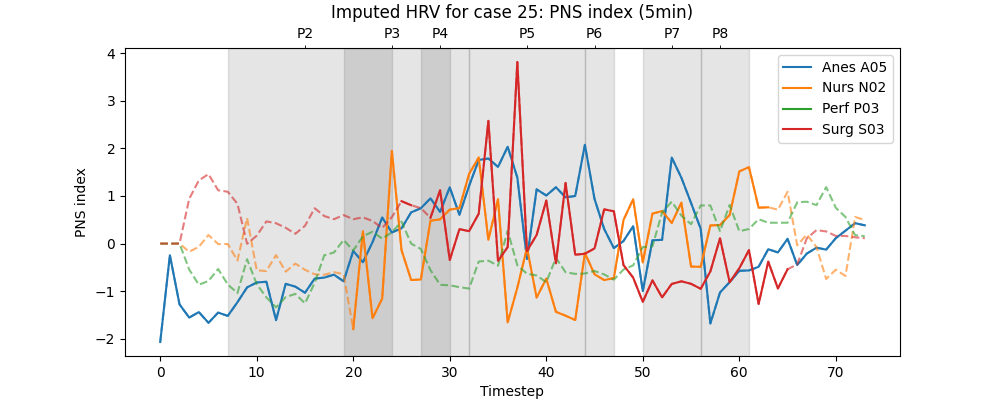 Imputed HRV for case 25: PNS index (5min)
P2 P3 P4 P5 P6 P7 P8
Anes A05
Nurs N02
Perf P03
Surg S03
4
3
2
1
0
−1
−2
PNS index
0 10 20 30 40 50 60 70
Timestep